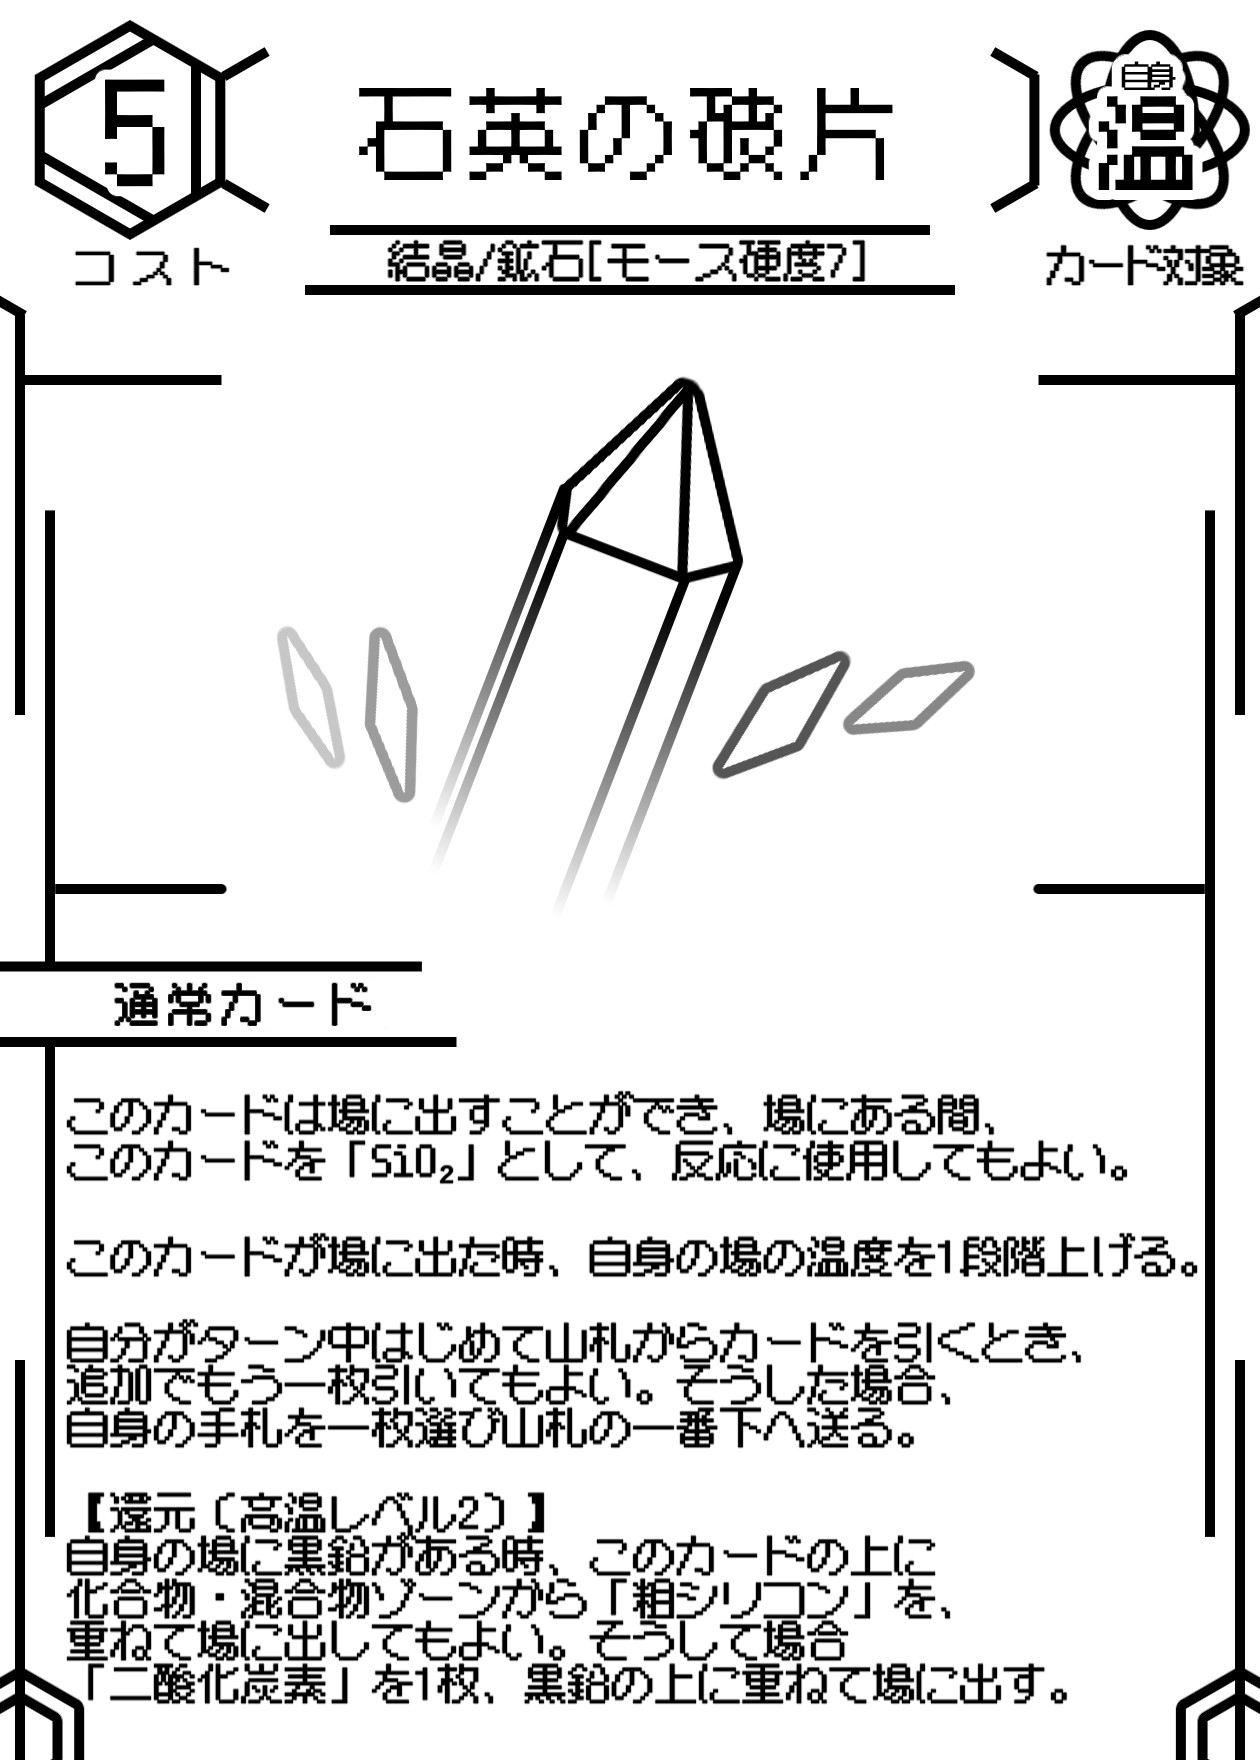 5
コスト
石英の破片
結晶/鉱石[モース硬度7]
自身
温
カード対象
通常カード
このカードは場に出すことができ、場にある間、
このカードを「SiO₂」として、反応に使用してもよい。
このカードが場に出た時、自身の場の温度を1段階上げる。
自分がターン中はじめて山札からカードを引くとき、
追加でもう一枚引いてもよい。そうした場合、
自身の手札を一枚選び山札の一番下へ送る。
【還元〔高温レベル2〕】
自身の場に黒鉛がある時、このカードの上に
化合物・混合物ゾーンから「粗シリコン」を、
重ねて場に出してもよい。そうして場合
「二酸化炭素」を1枚、黒鉛の上に重ねて場に出す。